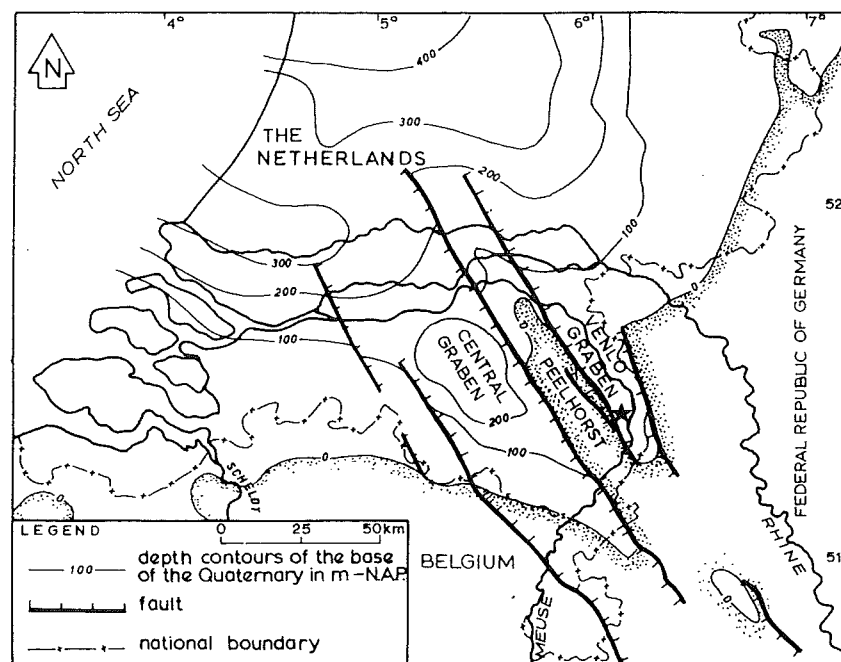 4°
5°
6°
7°
N
NORTH SEA
400
300
THE
NETHERLANDS
200
52
100
300
200
0
100
CENTRAL
GRABEN
200
0
PEELHORST
VENLO
GRABEN
100
FEDERAL REPUBLIC OF GERMANY
0
SCHELDT
0
RHINE
51
BELGIUM
MEUSE
0
LEGEND
0 25 50km
100 depth contours of the base
of the Quaternary in m-NAP.
fault
national boundary